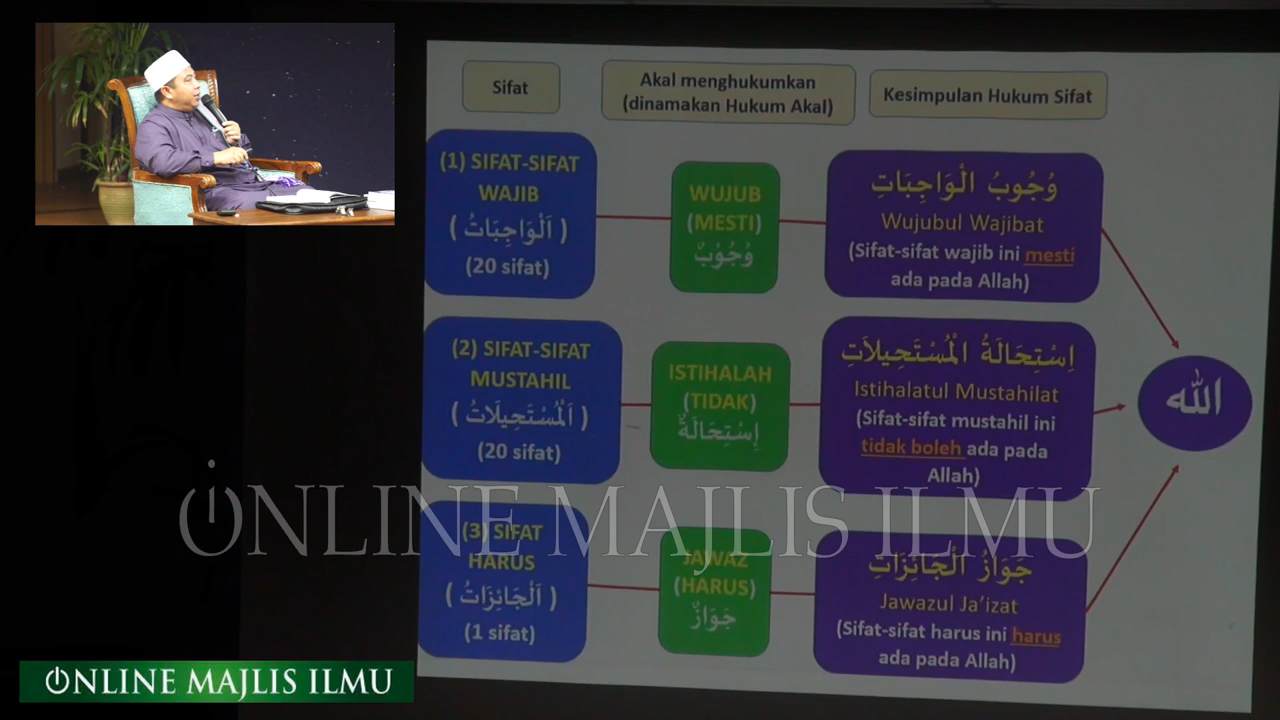 Sifat
Akal menghukumkan
(dinamakan Hukum Akal)
Kesimpulan Hukum Sifat
(1) SIFAT-SIFAT
WAJIB
( اَلْوَاجِبَاتُ )
(20 sifat)
WUJUB
(MESTI)
وُجُوْبٌ
وُجُوبُ الْوَاجِبَاتِ
Wujubul Wajibat
(Sifat-sifat wajib ini mesti
ada pada Allah)
(2) SIFAT-SIFAT
MUSTAHIL
( اَلْمُسْتَحِيلَاتُ )
(20 sifat)
ISTIHALAH
(TIDAK)
إِسْتِحَالَةٌ
اِسْتِحَالَةُ الْمُسْتَحِيلَاتِ
Istihalatul Mustahilat
(Sifat-sifat mustahil ini
tidak boleh ada pada
Allah)
الله
(3) SIFAT
HARUS
( اَلْجَائِزَاتُ )
(1 sifat)
JAWAZ
(HARUS)
جَوَازٌ
جَوَازُ الْجَائِزَاتِ
Jawazul Ja’izat
(Sifat-sifat harus ini harus
ada pada Allah)
ONLINE MAJLIS ILMU
ONLINE MAJLIS ILMU